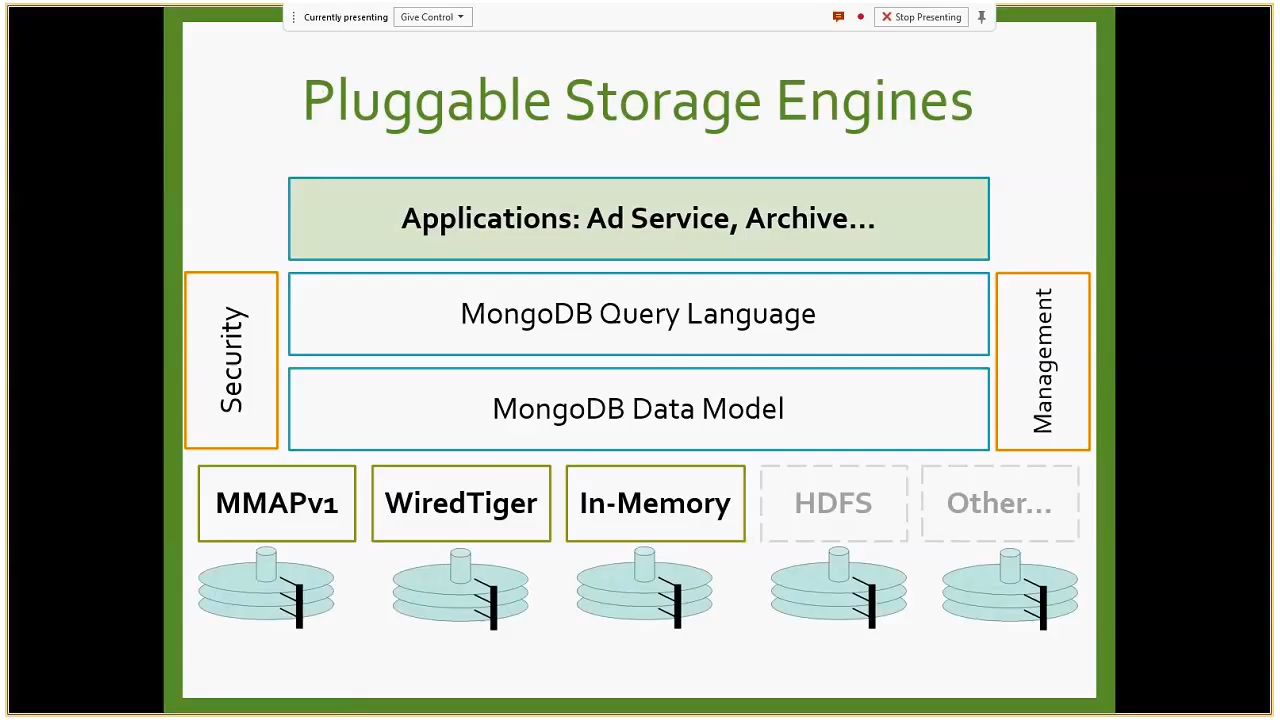 Currently presenting
Give Control
Stop Presenting
Pluggable Storage Engines
Applications: Ad Service, Archive...
Security
MongoDB Query Language
Management
MongoDB Data Model
MMAPv1
WiredTiger
In-Memory
HDFS
Other...